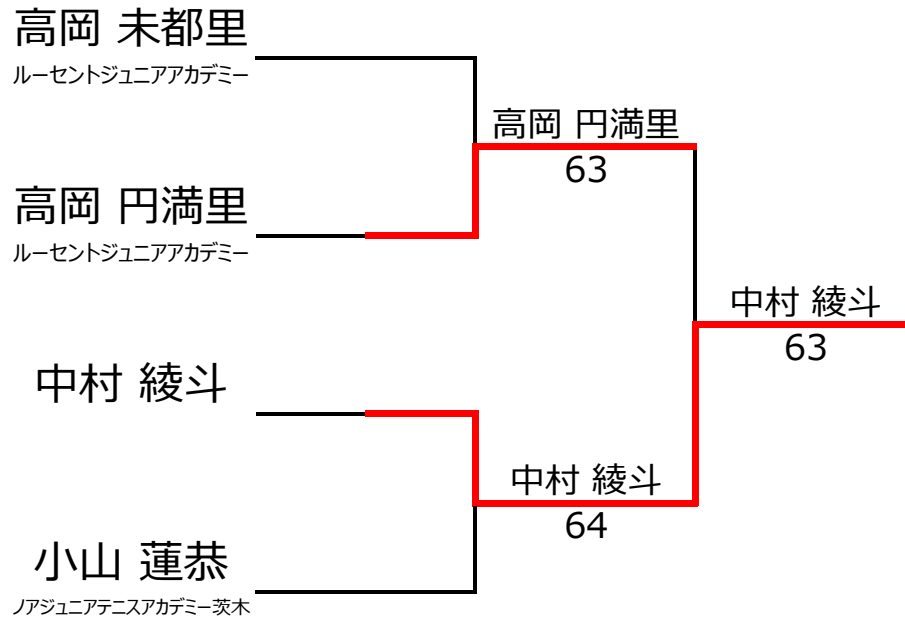 高岡 未都里
ルーセントジュニアアカデミー
高岡 円満里
63
高岡 円満里
ルーセントジュニアアカデミー
中村 綾斗
63
中村 綾斗
中村 綾斗
64
小山 蓮恭
ノアジュニアテニスアカデミー茨木